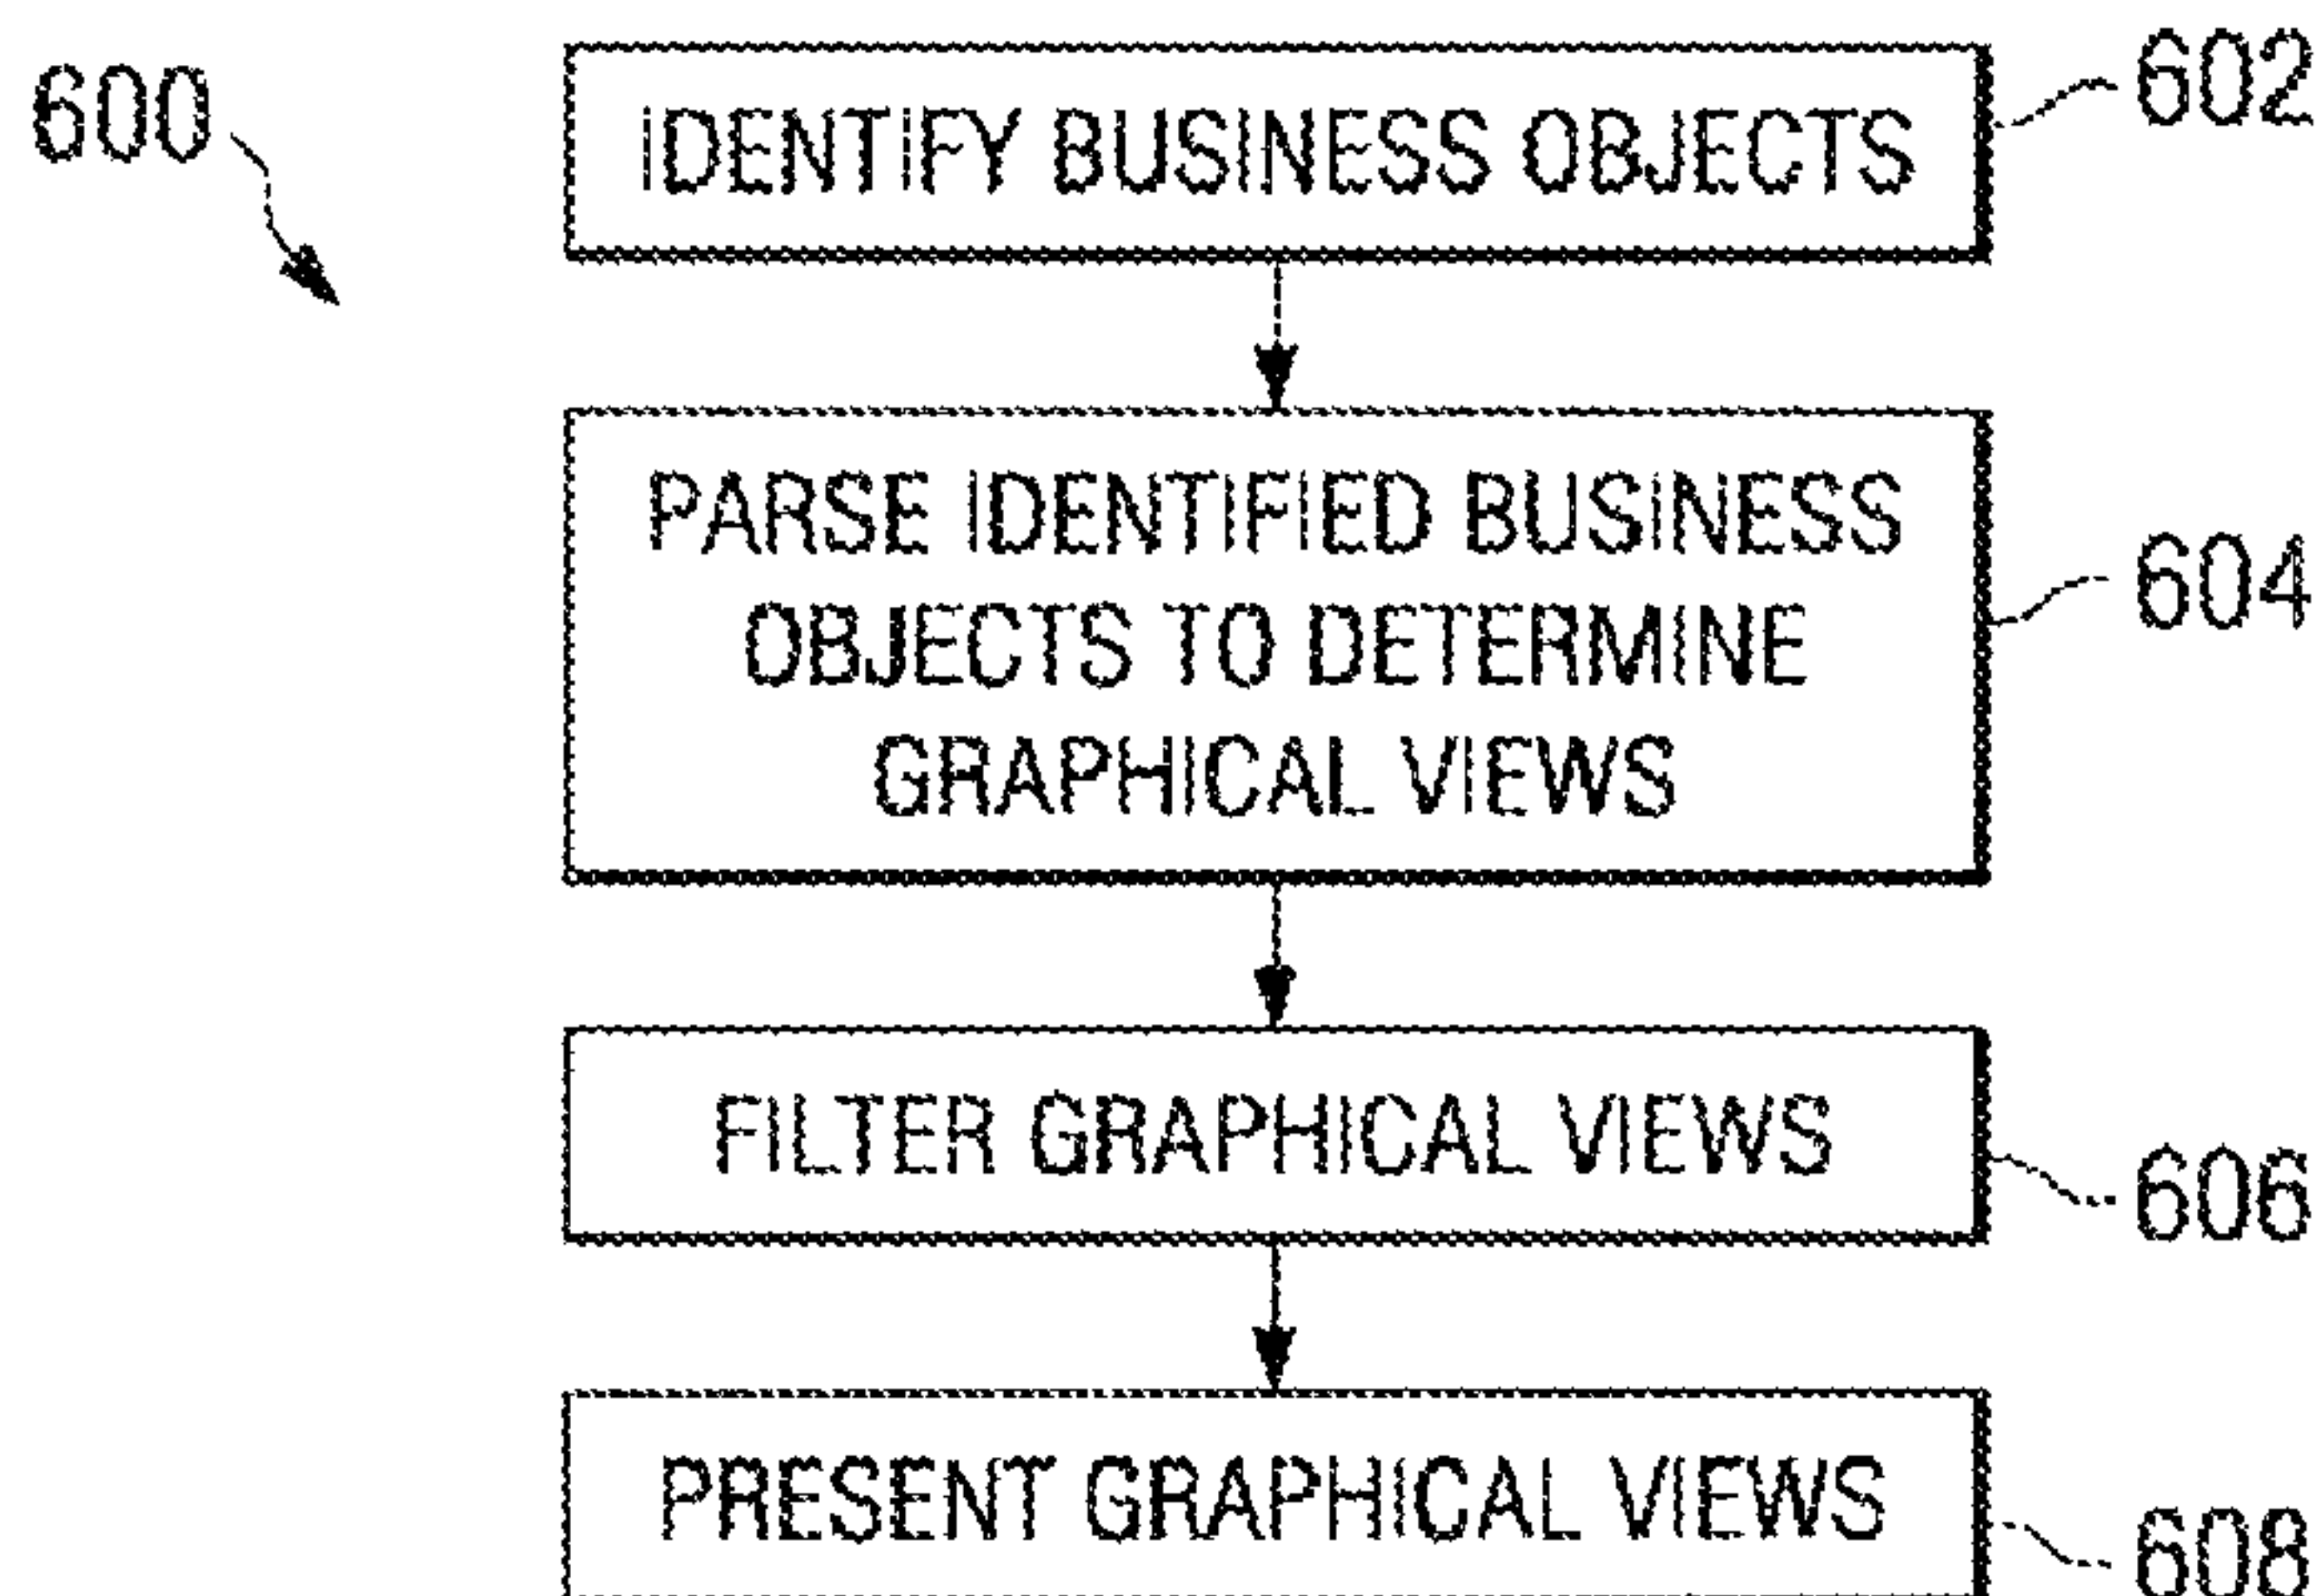 600
IDENTIFY BUSINESS OBJECTS
602
PARSE IDENTIFIED BUSINESS
OBJECTS TO DETERMINE
GRAPHICAL VIEWS
604
FILTER GRAPHICAL VIEWS
606
PRESENT GRAPHICAL VIEWS
608